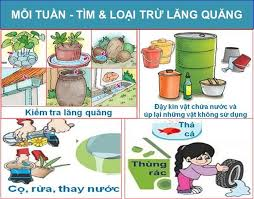 MỖI TUẦN - TÌM & LOẠI TRỪ LĂNG QUĂNG
Kiểm tra lăng quăng
Đậy kín vật chứa nước và
úp lại những vật không sử dụng
Cọ, rửa, thay nước
Thả
cá
Thùng
rác